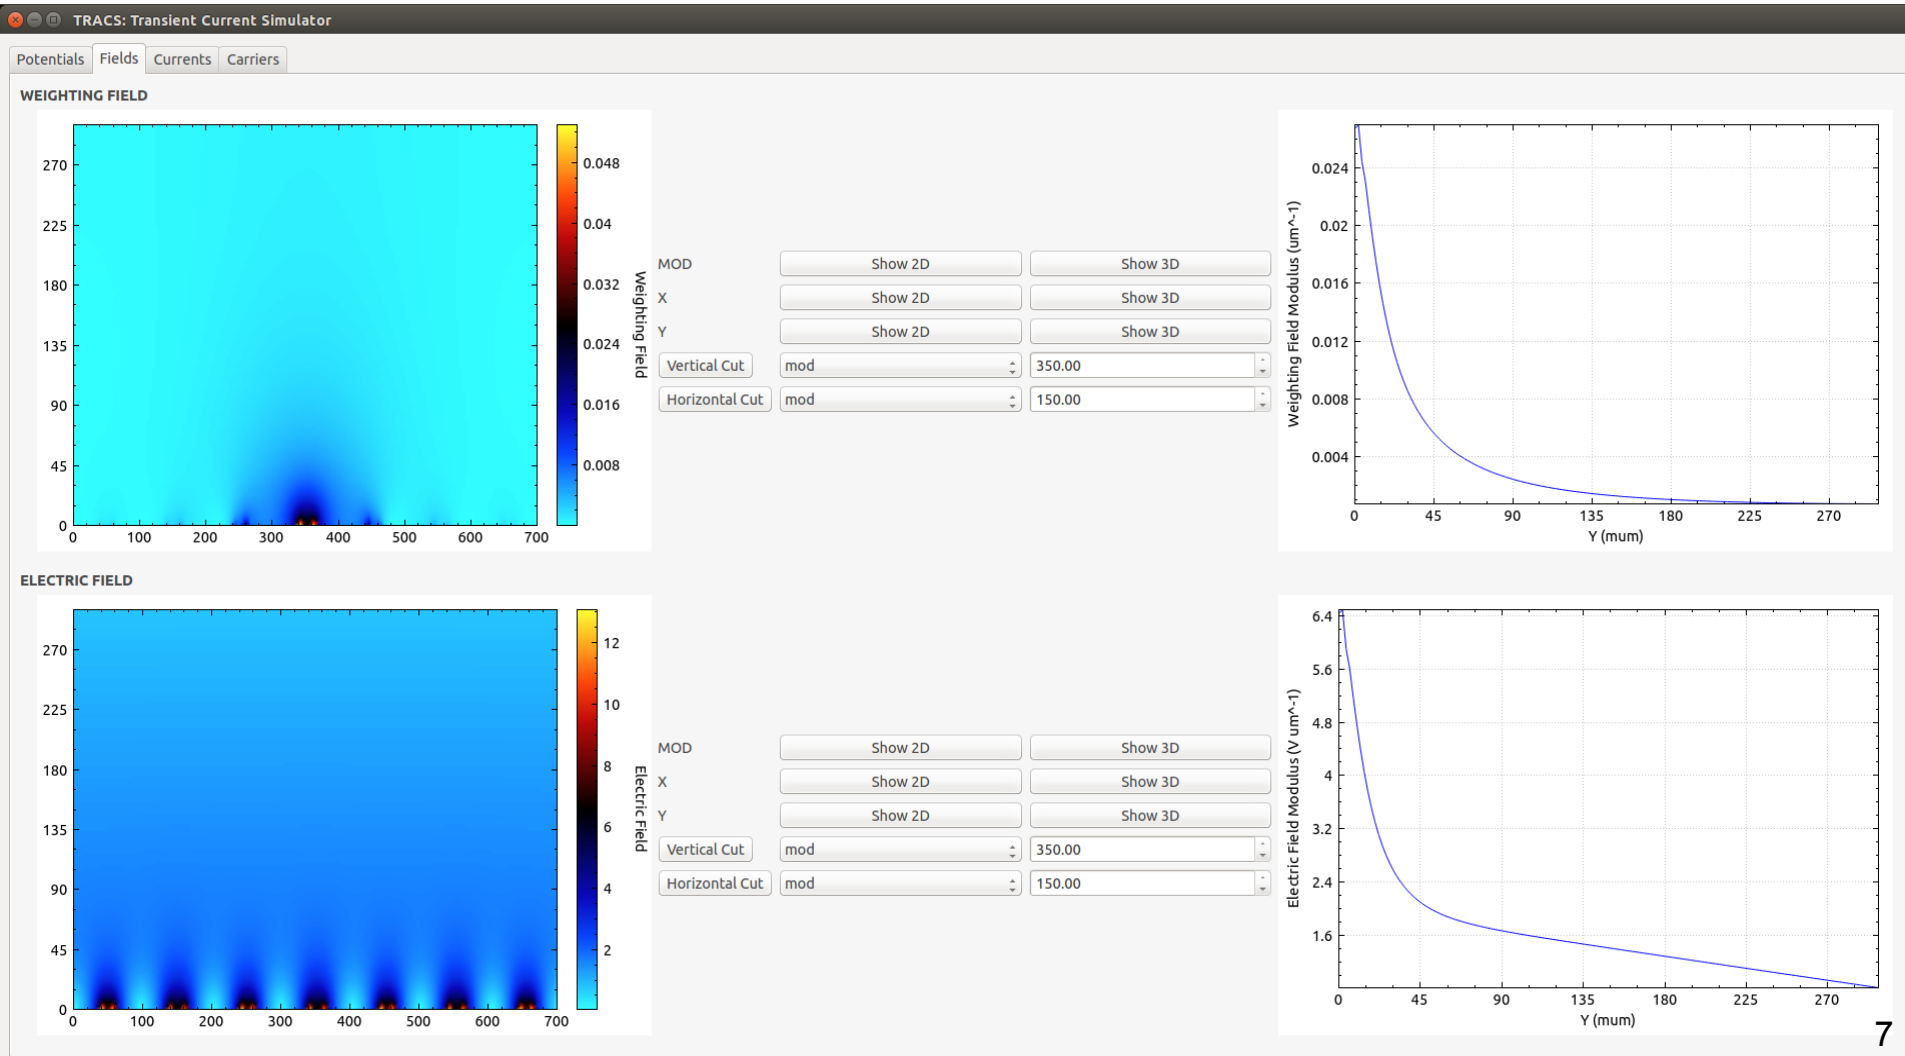 TRACS: Transient Current Simulator
Potentials Fields Currents Carriers
WEIGHTING FIELD
270
225
180
135
90
45
0
0 100 200 300 400 500 600 700
0.048
0.04
0.032
0.024
0.016
0.008
Weighting Field
MOD Show 2D Show 3D
X Show 2D Show 3D
Y Show 2D Show 3D
Vertical Cut mod 350.00
Horizontal Cut mod 150.00
Weighting Field Modulus (um^-1)
0.024
0.02
0.016
0.012
0.008
0.004
0 45 90 135 180 225 270
Y (mum)
ELECTRIC FIELD
270
225
180
135
90
45
0
0 100 200 300 400 500 600 700
12
10
8
6
4
2
Electric Field
MOD Show 2D Show 3D
X Show 2D Show 3D
Y Show 2D Show 3D
Vertical Cut mod 350.00
Horizontal Cut mod 150.00
Electric Field Modulus (V um^-1)
6.4
5.6
4.8
4
3.2
2.4
1.6
0 45 90 135 180 225 270
Y (mum)
7